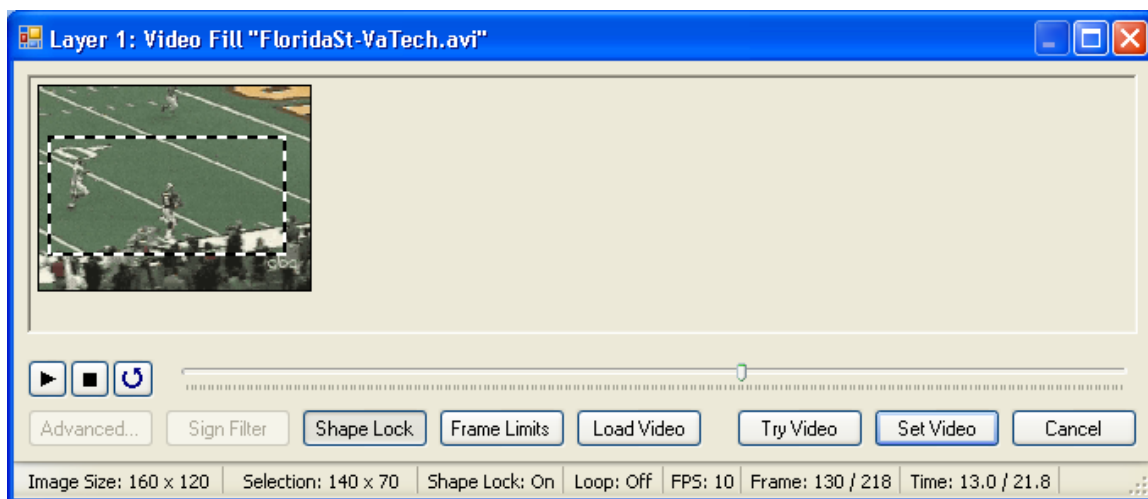 Layer 1: Video Fill "FloridaSt-VaTech.avi"
abc
Advanced... Sign Filter Shape Lock Frame Limits Load Video Try Video Set Video Cancel
Image Size: 160 x 120 Selection: 140 x 70 Shape Lock: On Loop: Off FPS: 10 Frame: 130 / 218 Time: 13.0 / 21.8